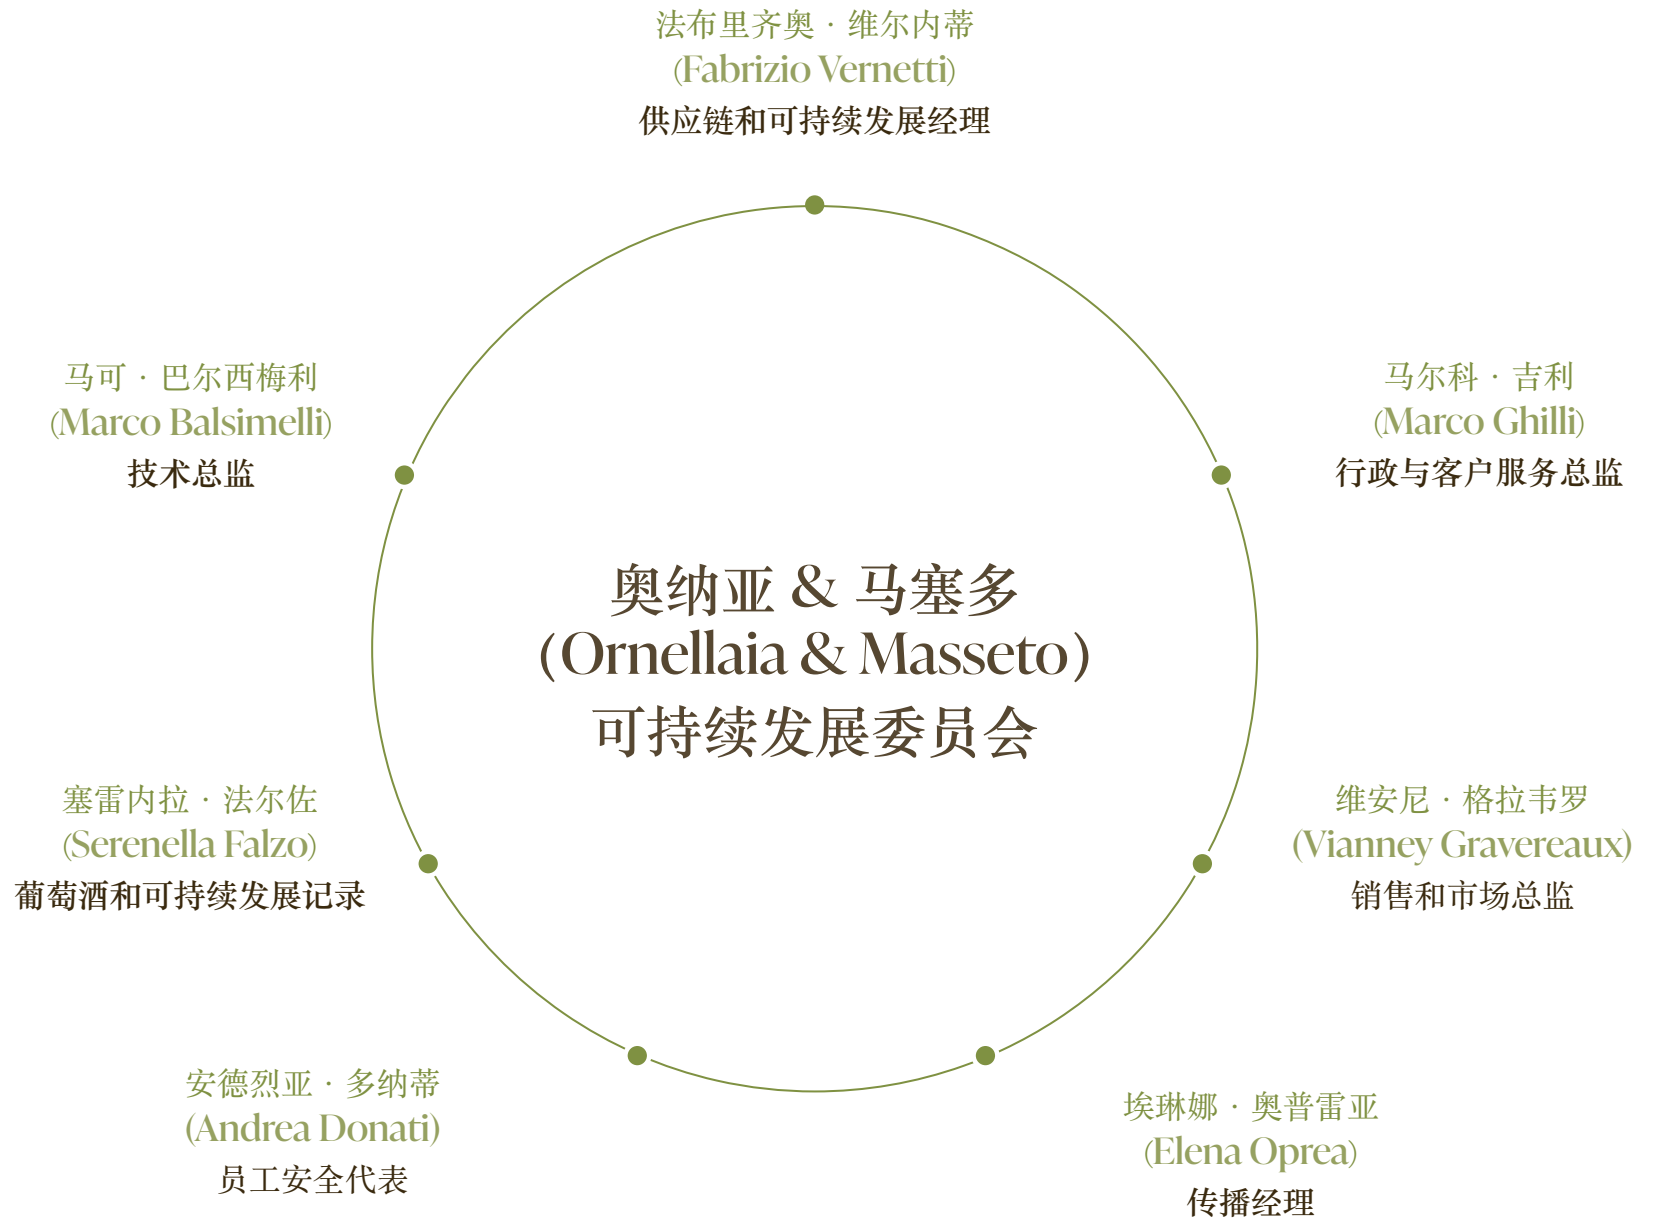 法布里齐奥 · 维尔内蒂
(Fabrizio Vernetti)
供应链和可持续发展经理
马可 · 巴尔西梅利
(Marco Balsimelli)
技术总监
马尔科 · 吉利
(Marco Ghilli)
行政与客户服务总监
奥纳亚 & 马塞多
(Ornellaia & Masseto)
可持续发展委员会
塞雷内拉 · 法尔佐
(Serenella Falzo)
葡萄酒和可持续发展记录
维安尼 · 格拉韦罗
(Vianney Gravereaux)
销售和市场总监
安德烈亚 · 多纳蒂
(Andrea Donati)
员工安全代表
埃琳娜 · 奥普雷亚
(Elena Oprea)
传播经理